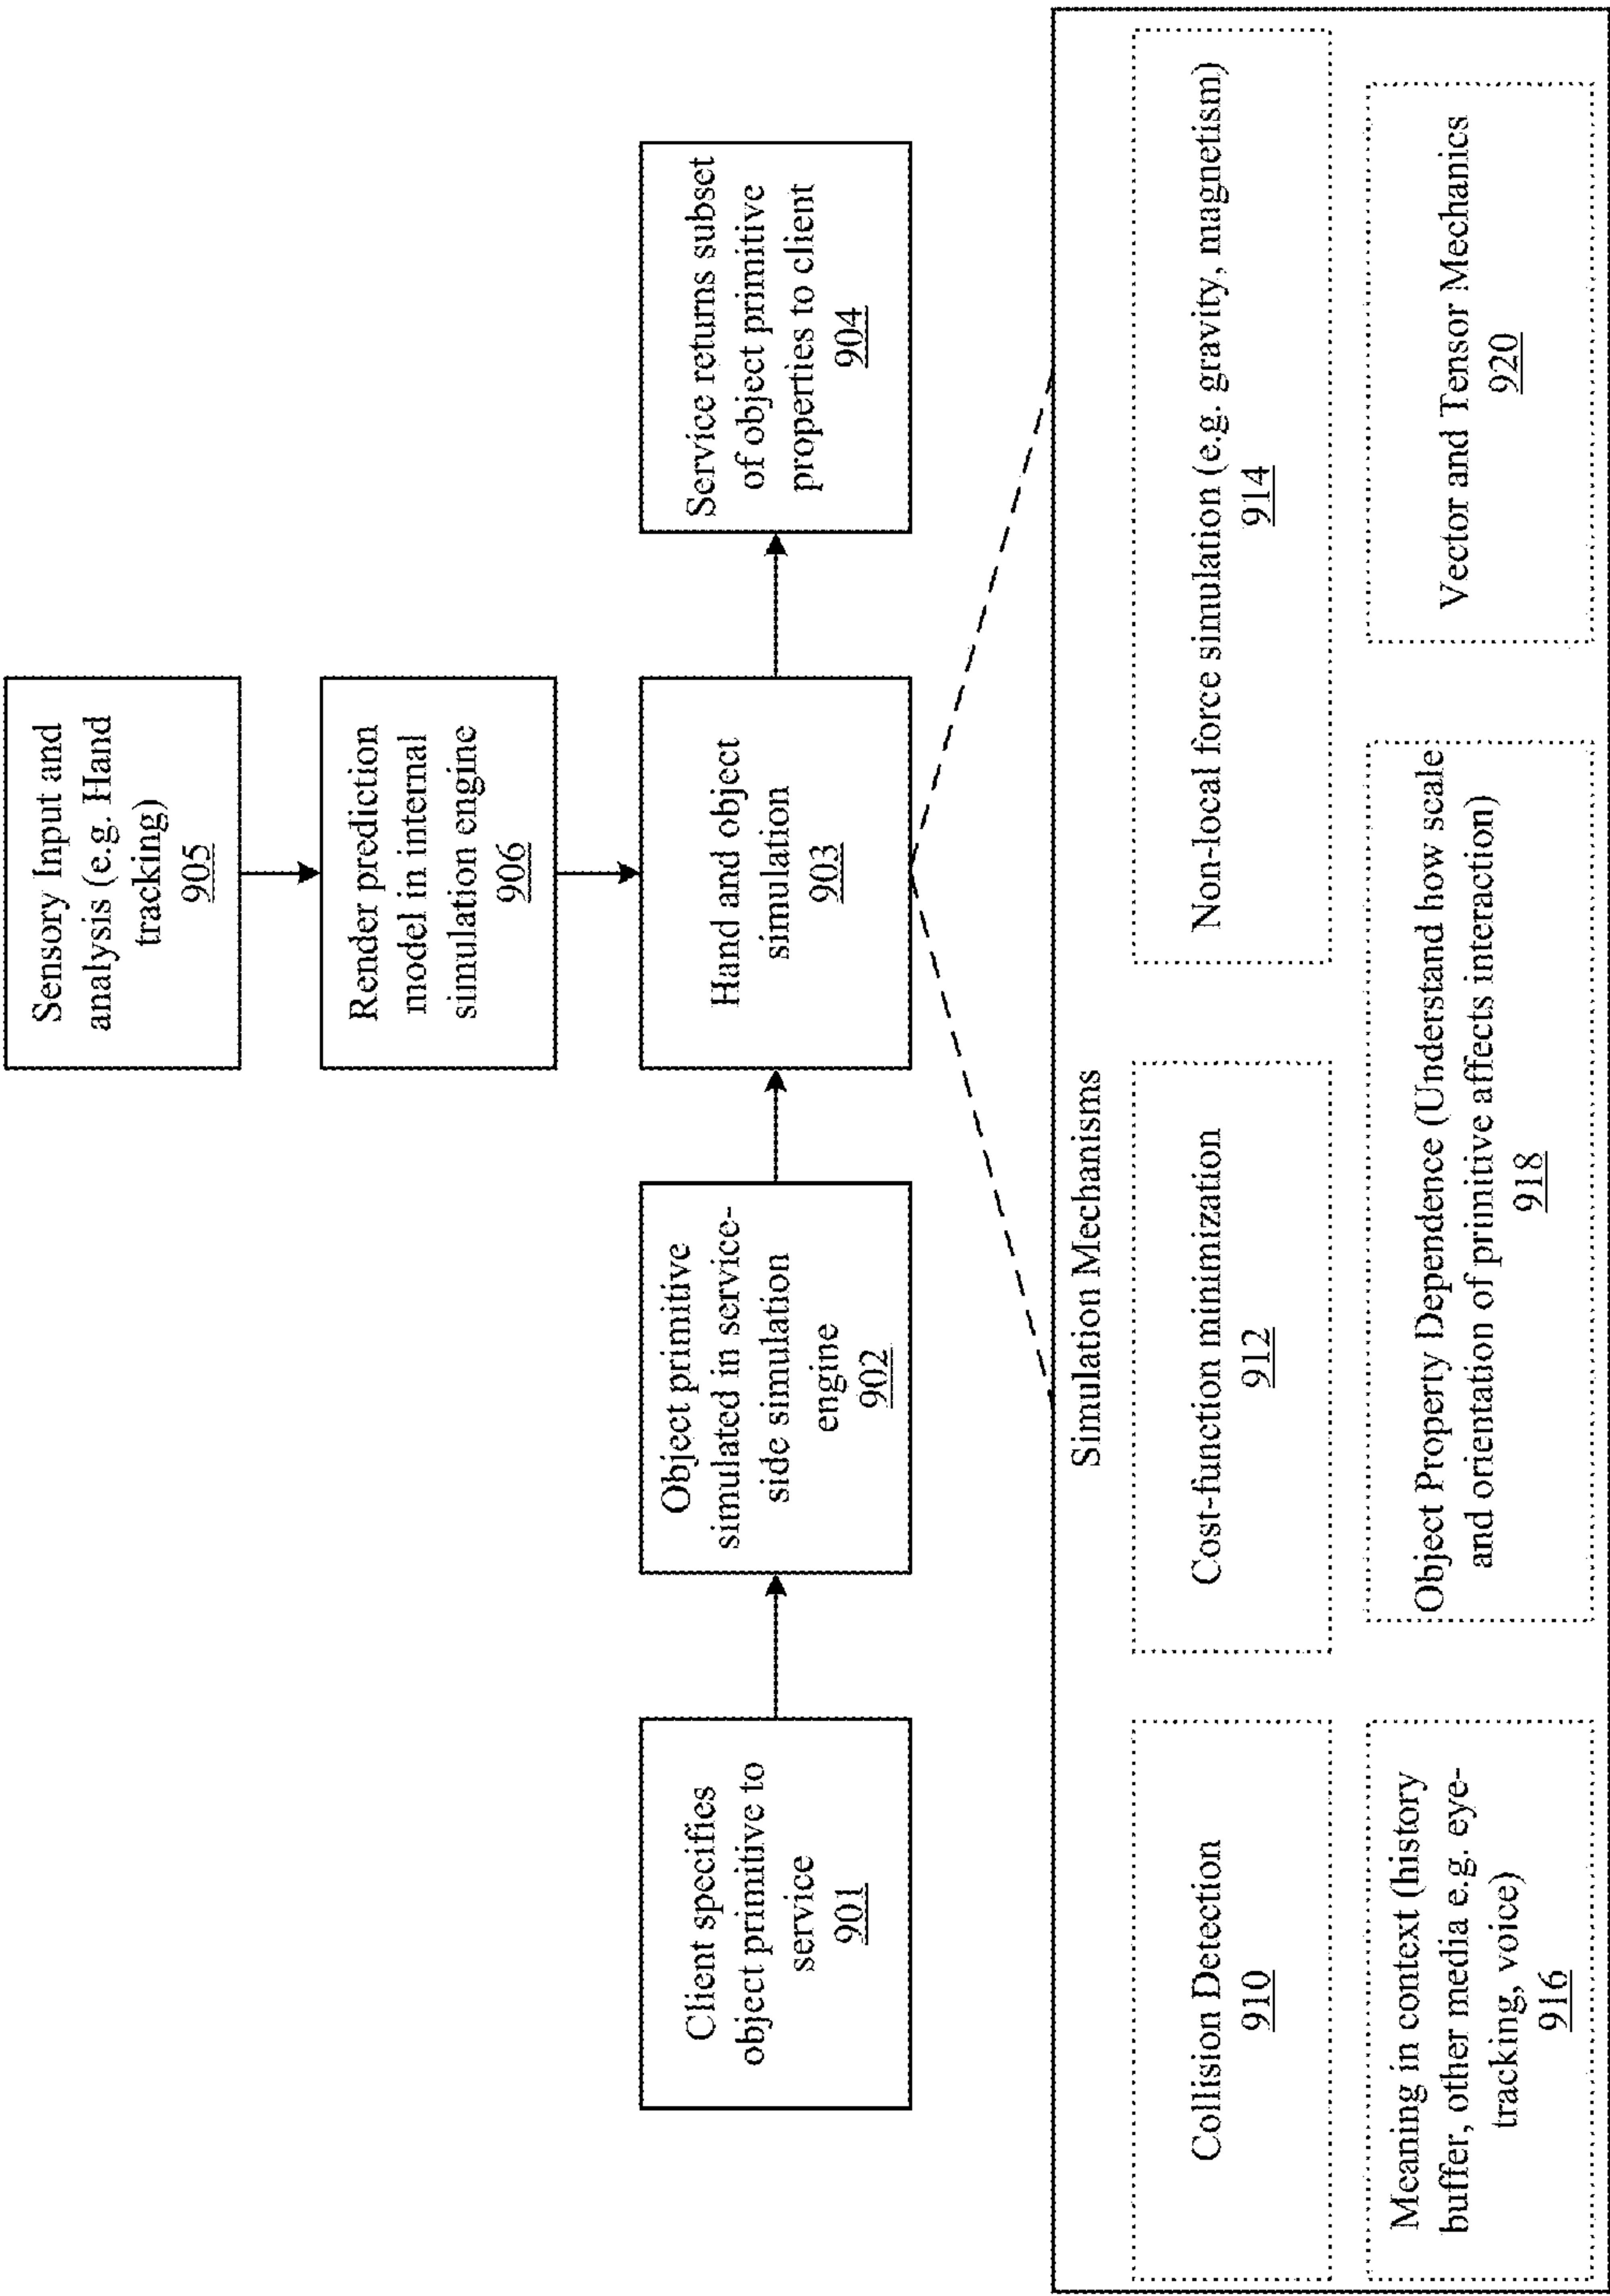 Sensory Input and
analysis (e.g. Hand
tracking)
905
Render prediction
model in internal
simulation engine
906
Client specifies
object primitive to
service
901
Object primitive
simulated in service-
side simulation
engine
902
Hand and object
simulation
903
Service returns subset
of object primitive
properties to client
904
Simulation Mechanisms
Collision Detection
910
Cost-function minimization
912
Non-local force simulation (e.g. gravity, magnetism)
914
Meaning in context (history
buffer, other media e.g. eye-
tracking, voice)
916
Object Property Dependence (Understand how scale
and orientation of primitive affects interaction)
918
Vector and Tensor Mechanics
920